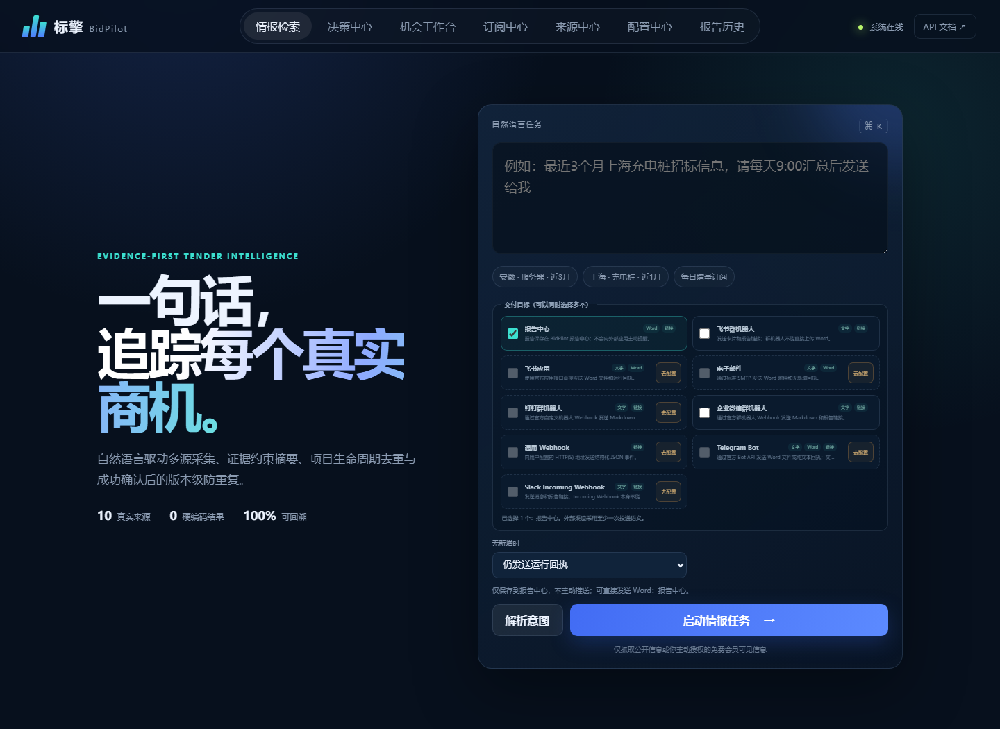 标擎 BidPilot
情报检索
决策中心
机会工作台
订阅中心
来源中心
配置中心
报告历史
系统在线
API 文档 ↗
EVIDENCE-FIRST TENDER INTELLIGENCE
一句话，
追踪每个真实
商机。
自然语言驱动多源采集、证据约束摘要、项目生命周期去重与
成功确认后的版本级防重复。
10 真实来源
0 硬编码结果
100% 可回溯
自然语言任务
⌘ K
例如：最近3个月上海充电桩招标信息，请每天9:00汇总后发送
给我
安徽 · 服务器 · 近3月
上海 · 充电桩 · 近1月
每日增量订阅
交付目标（可以同时选择多个）
报告中心 Word 链接
报告保存在 BidPilot 报告中心；不会向外部应用主动提醒。
飞书群机器人 文字 链接
发送卡片和报告链接；群机器人不能直接上传 Word。
飞书应用 文字 Word
使用官方应用接口直接发送 Word 文件和运行回执。
去配置
电子邮件 文字 Word
通过标准 SMTP 发送 Word 附件和无新增回执。
去配置
钉钉群机器人 文字 链接
通过官方自定义机器人 Webhook 发送 Markdown ...
去配置
企业微信群机器人 文字 链接
通过官方群机器人 Webhook 发送 Markdown 和报告链接。
通用 Webhook 链接
向用户配置的 HTTP(S) 地址发送结构化 JSON 事件。
去配置
Telegram Bot 文字 Word 链接
通过官方 Bot API 发送 Word 文件或纯文本回执；文...
去配置
Slack Incoming Webhook 文字 链接
发送消息和报告链接；Incoming Webhook 本身不能...
去配置
已选择 1 个：报告中心。外部渠道采用至少一次投递语义。
无新增时
仍发送运行回执
仅保存到报告中心，不主动推送；可直接发送 Word：报告中心。
解析意图
启动情报任务 →
仅抓取公开信息或你主动授权的免费会员可见信息